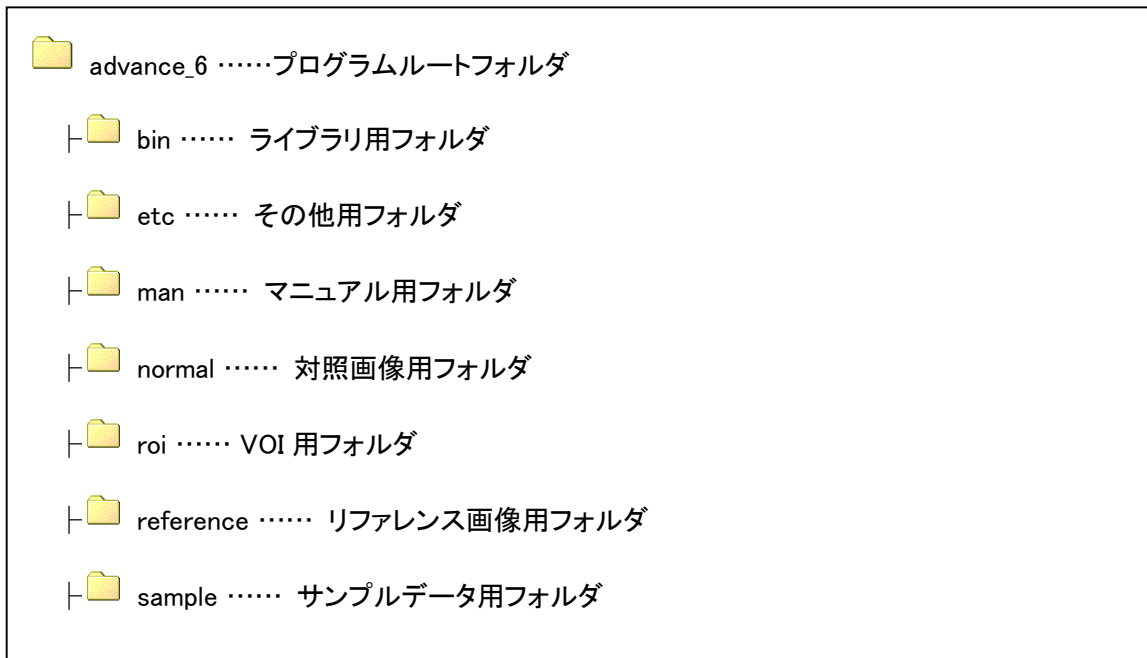 advance_6 ……プログラムルートフォルダ
├ bin …… ライブラリ用フォルダ
├ etc …… その他用フォルダ
├ man …… マニュアル用フォルダ
├ normal …… 対照画像用フォルダ
├ roi …… VOI 用フォルダ
├ reference …… リファレンス画像用フォルダ
├ sample …… サンプルデータ用フォルダ